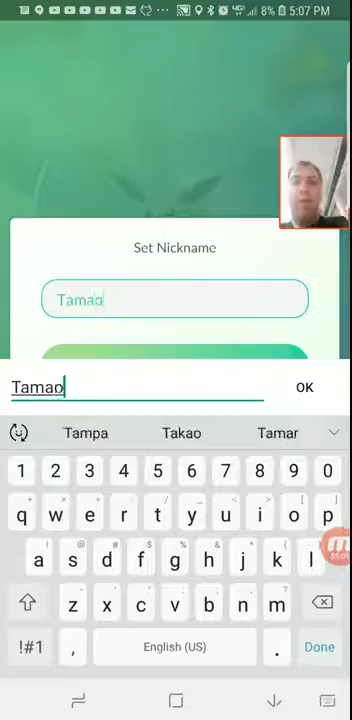 8% 5:07 PM
Set Nickname
Tamao
Tamao OK
Tampa Takao Tamar
1 2 3 4 5 6 7 8 9 0
q w e r t y u i o p
a s d f g h j k l
z x c v b n m
!#1 , English (US) . Done